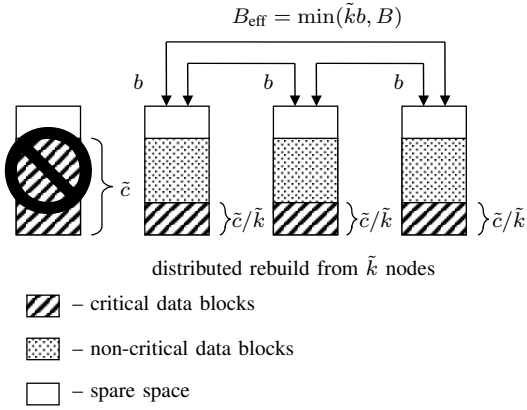 B_eff = min(k̃b, B)
b b b
c̃ c̃/k̃ c̃/k̃ c̃/k̃
distributed rebuild from k̃ nodes
– critical data blocks
– non-critical data blocks
– spare space